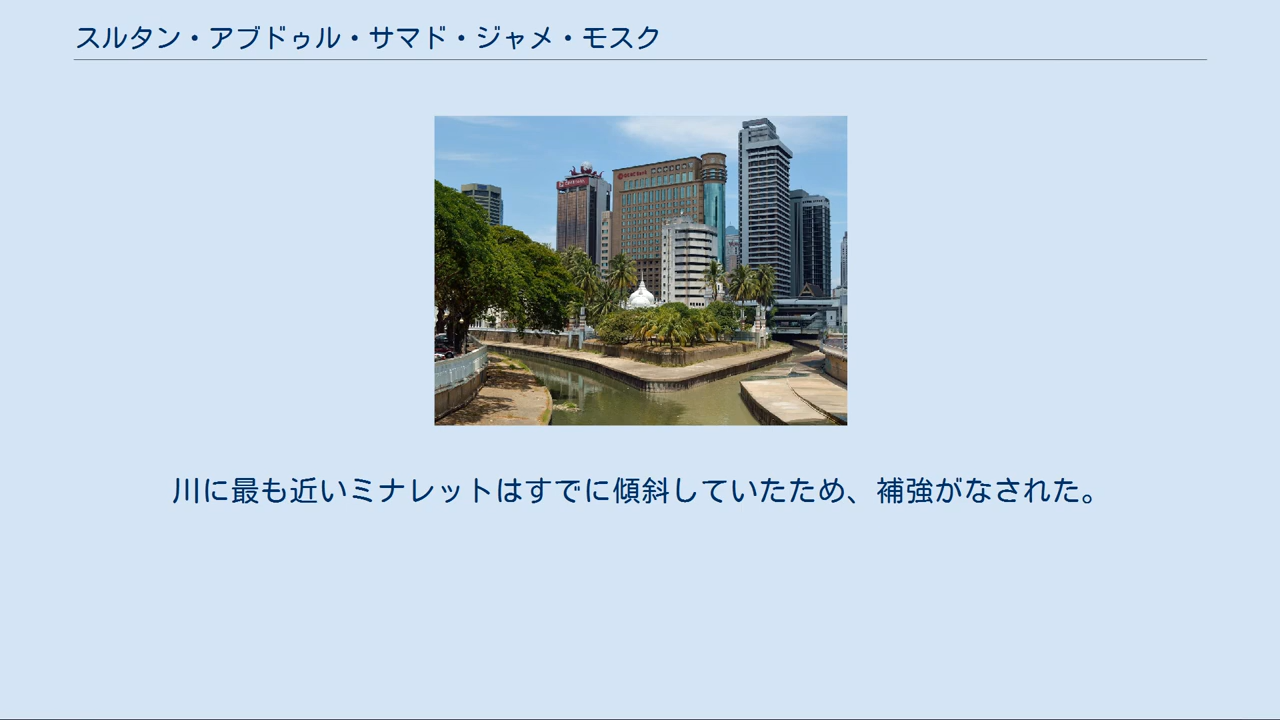 スルタン・アブドゥル・サマド・ジャメ・モスク
川に最も近いミナレットはすでに傾斜していたため、補強がなされた。